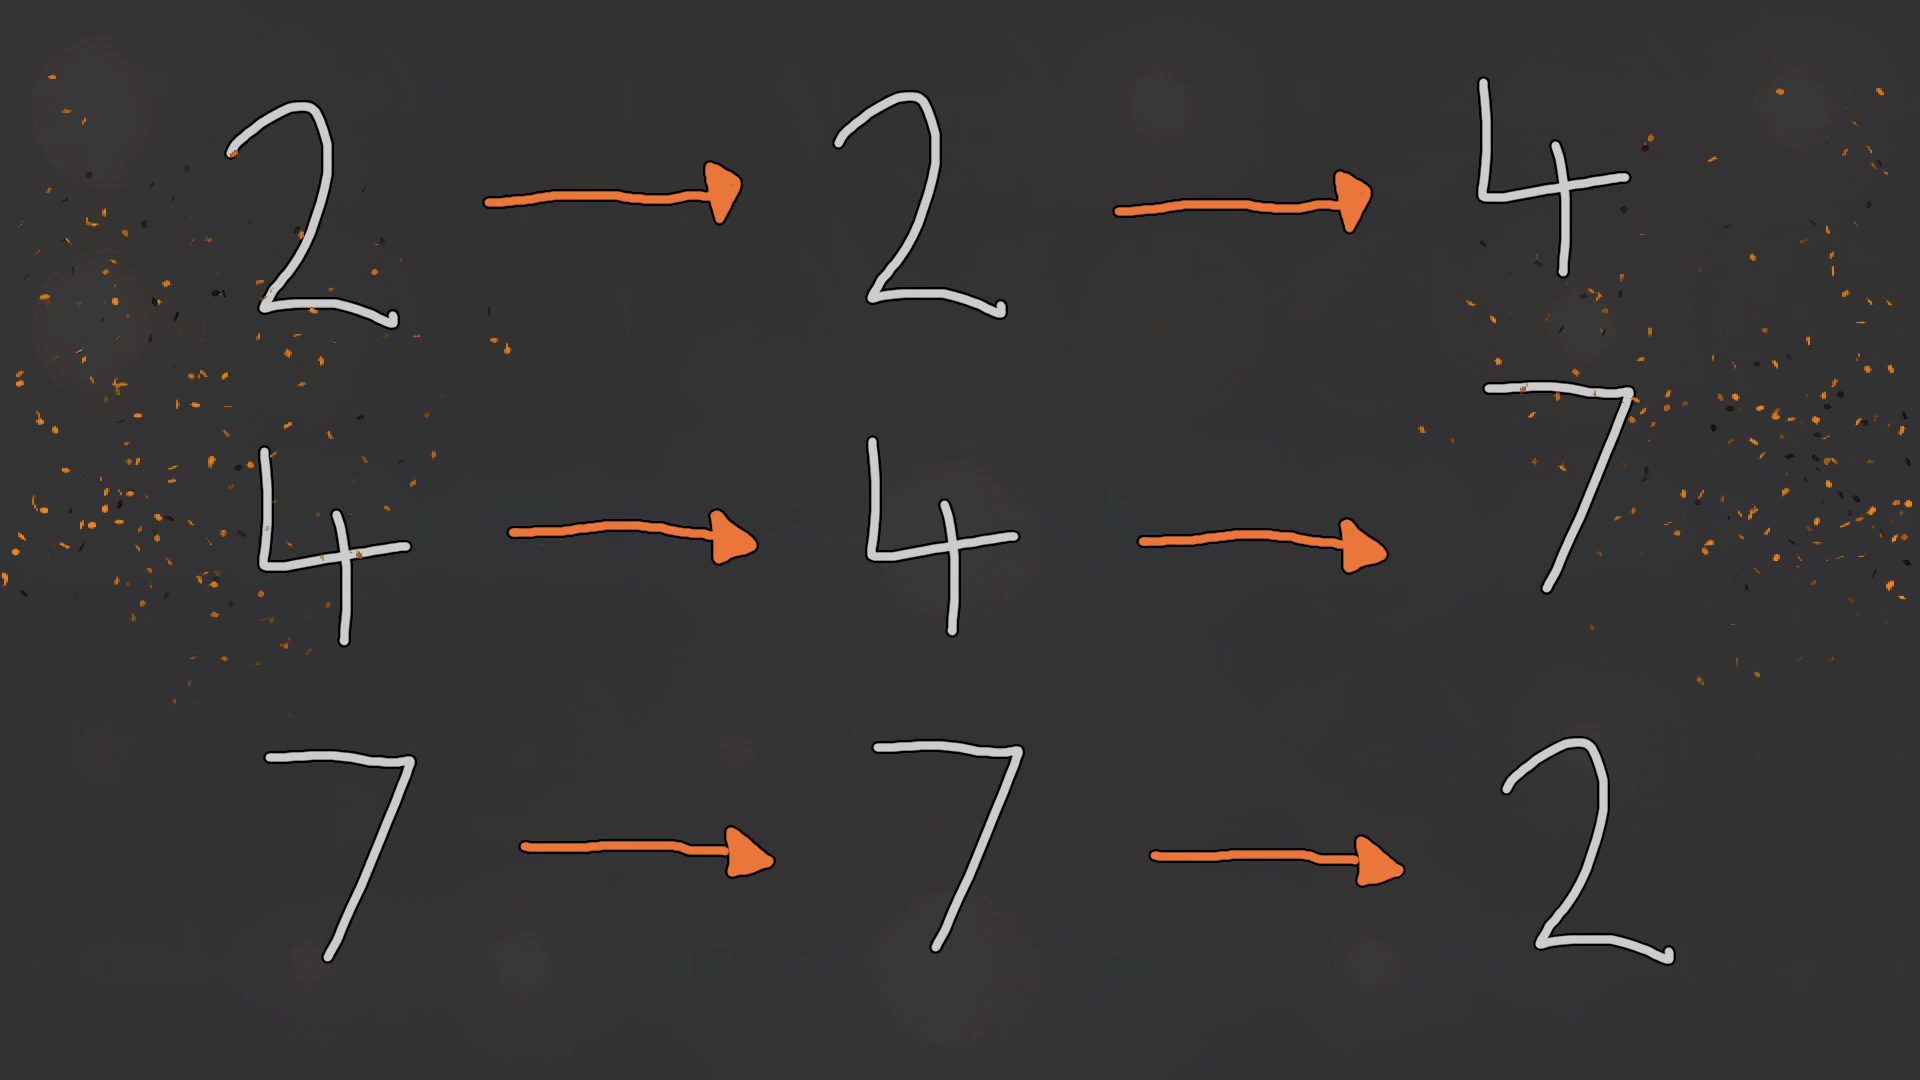 2 → 2 → 4
4 → 4 → 7
7 → 7 → 2